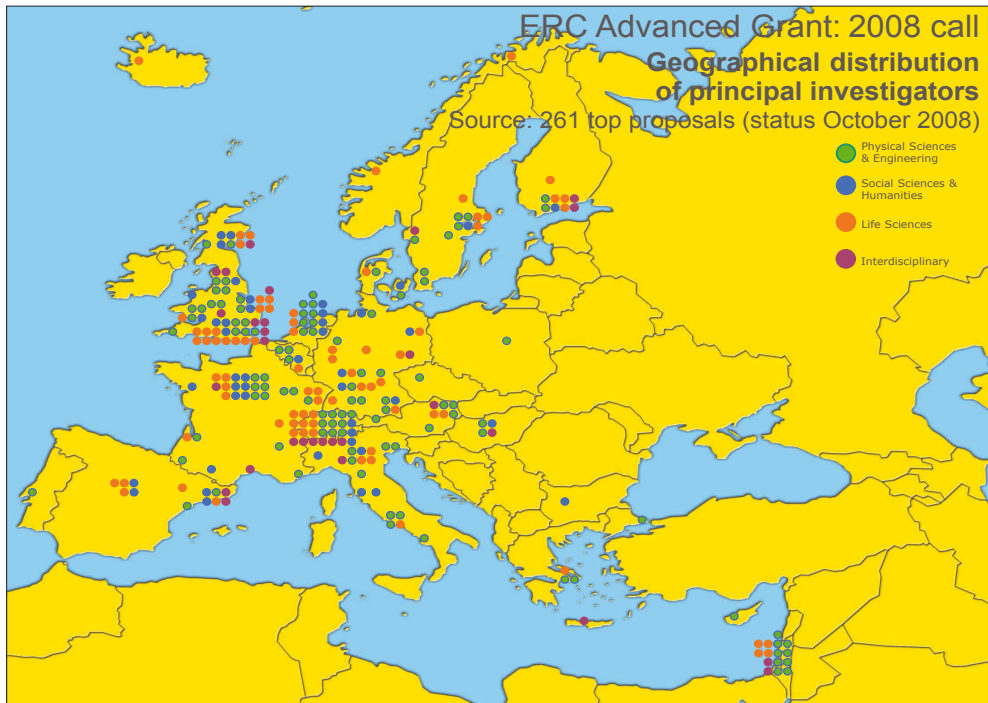 ERC Advanced Grant: 2008 call
Geographical distribution
of principal investigators
Source: 261 top proposals (status October 2008)
Physical Sciences
& Engineering
Social Sciences &
Humanities
Life Sciences
Interdisciplinary